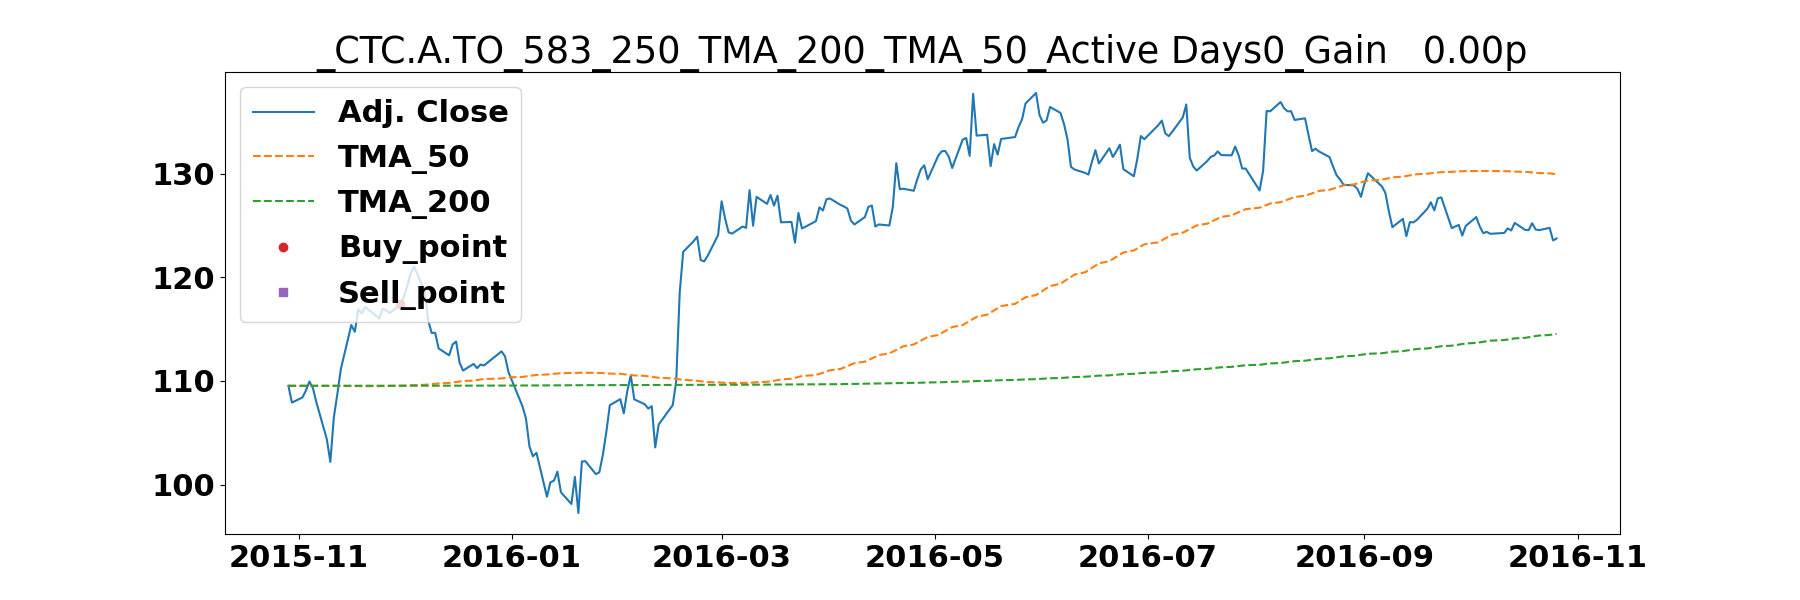 _CTC.A.TO_583_250_TMA_200_TMA_50_Active Days0_Gain   0.00p
Adj. Close
TMA_50
TMA_200
Buy_point
Sell_point
130
120
110
100
2015-11
2016-01
2016-03
2016-05
2016-07
2016-09
2016-11